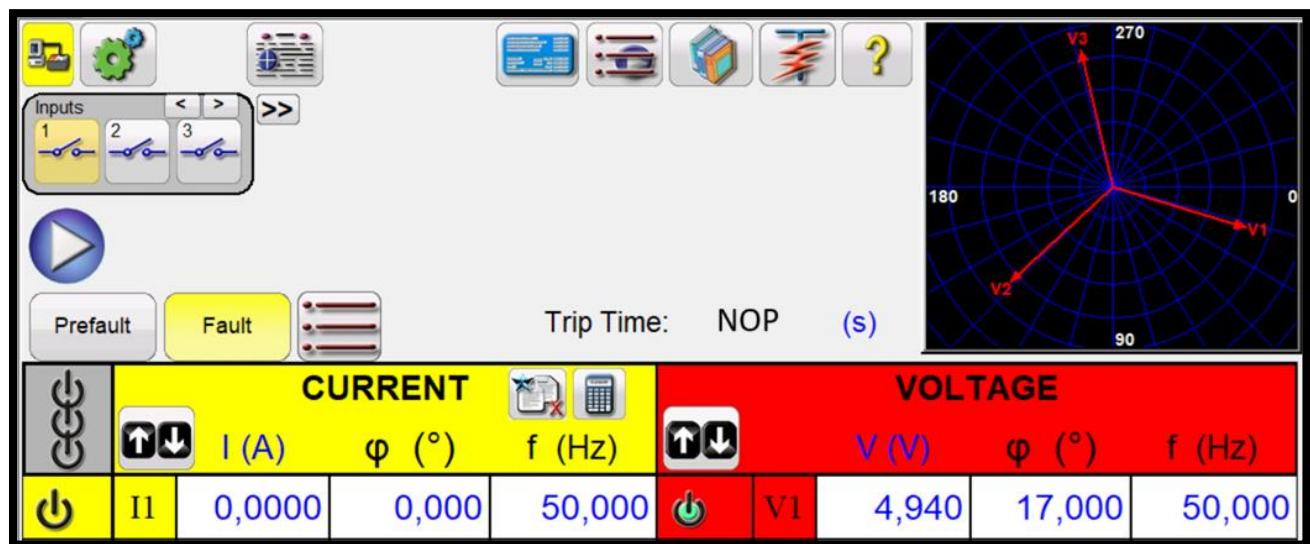 270
V3
?
Inputs < > >>
1 2 3
180 0
V1
V2
Prefault Fault Trip Time: NOP (s)
90
CURRENT VOLTAGE
I (A) φ (°) f (Hz) V (V) φ (°) f (Hz)
I1 0,0000 0,000 50,000 V1 4,940 17,000 50,000